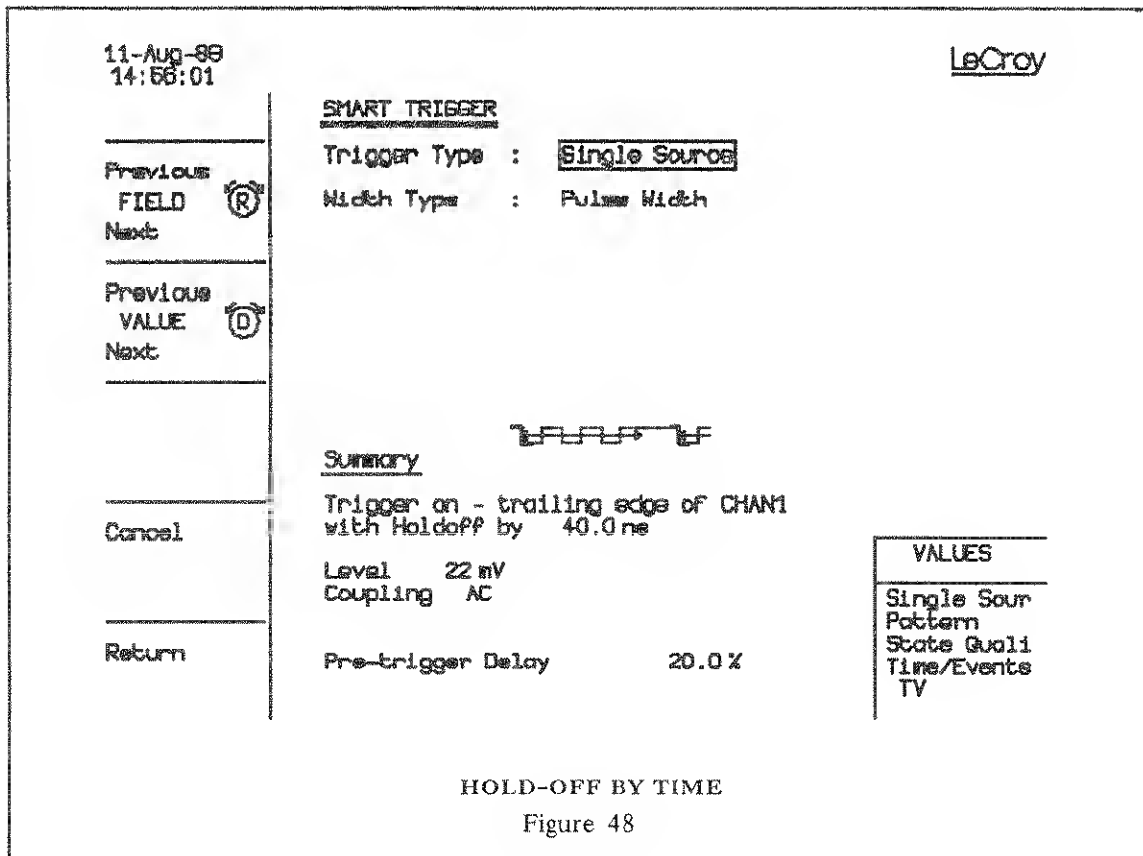 11-Aug-89
14:56:01
LeCroy
SMART TRIGGER
Trigger Type : Single Source
Width Type : Pulse Width
Previous
FIELD (R)
Next
Previous
VALUE (D)
Next
Summary
Trigger on - trailing edge of CHAN1
with Holdoff by 40.0 ns
Level 22 mV
Coupling AC
Pre-trigger Delay 20.0 %
Cancel
Return
VALUES
Single Sour
Pattern
State Quali
Time/Events
TV
HOLD-OFF BY TIME
Figure 48